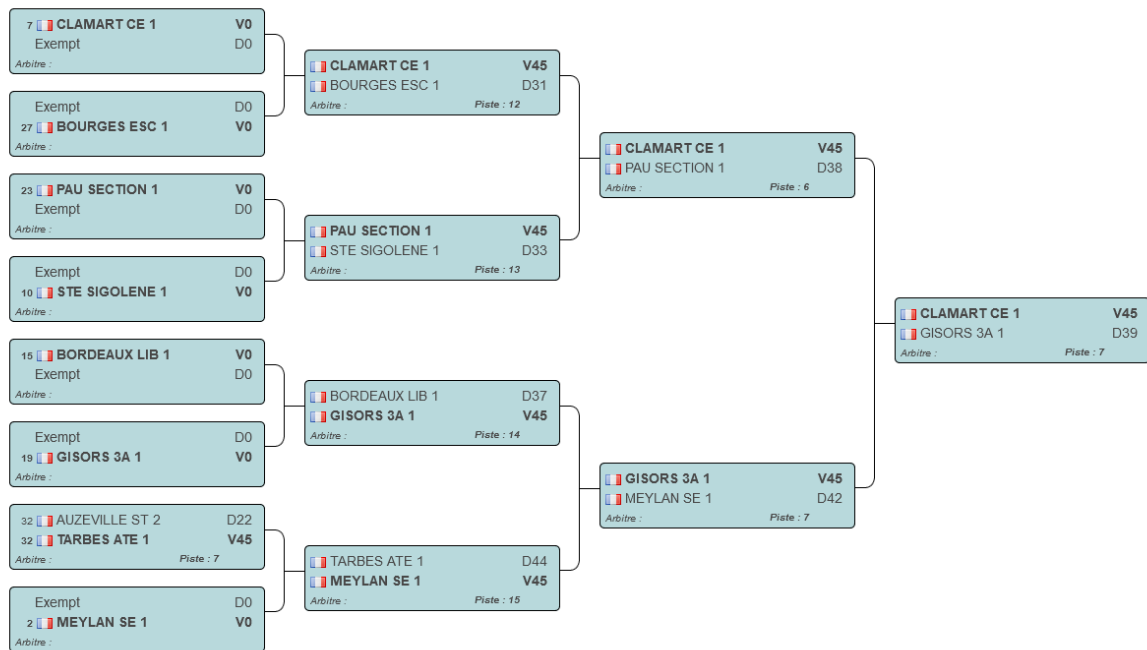 7 CLAMART CE 1 V0
Exempt D0
Arbitre :
Exempt D0
27 BOURGES ESC 1 V0
Arbitre :
23 PAU SECTION 1 V0
Exempt D0
Arbitre :
Exempt D0
10 STE SIGOLENE 1 V0
Arbitre :
15 BORDEAUX LIB 1 V0
Exempt D0
Arbitre :
Exempt D0
19 GISORS 3A 1 V0
Arbitre :
32 AUZEVILLE ST 2 D22
32 TARBES ATE 1 V45
Arbitre : Piste : 7
Exempt D0
2 MEYLAN SE 1 V0
Arbitre :
CLAMART CE 1 V45
BOURGES ESC 1 D31
Arbitre : Piste : 12
PAU SECTION 1 V45
STE SIGOLENE 1 D33
Arbitre : Piste : 13
BORDEAUX LIB 1 D37
GISORS 3A 1 V45
Arbitre : Piste : 14
TARBES ATE 1 D44
MEYLAN SE 1 V45
Arbitre : Piste : 15
CLAMART CE 1 V45
PAU SECTION 1 D38
Arbitre : Piste : 6
GISORS 3A 1 V45
MEYLAN SE 1 D42
Arbitre : Piste : 7
CLAMART CE 1 V45
GISORS 3A 1 D39
Arbitre : Piste : 7